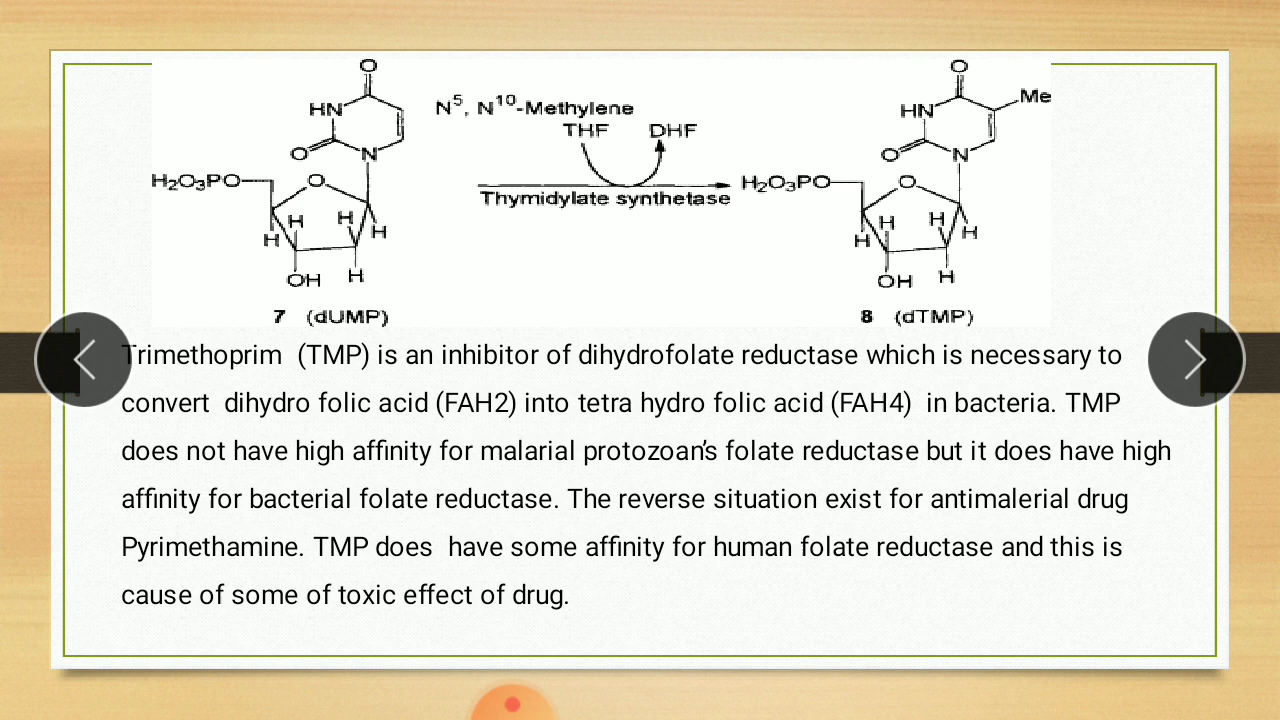 O
HN
N
O
H₂O₃PO
O
H
H
H
H
OH
H
7 (dUMP)
N⁵, N¹⁰-Methylene
THF DHF
Thymidylate synthetase
O
Me
HN
N
O
H₂O₃PO
O
H
H
H
H
OH
H
8 (dTMP)
Trimethoprim (TMP) is an inhibitor of dihydrofolate reductase which is necessary to
convert dihydro folic acid (FAH2) into tetra hydro folic acid (FAH4) in bacteria. TMP
does not have high affinity for malarial protozoan’s folate reductase but it does have high
affinity for bacterial folate reductase. The reverse situation exist for antimalerial drug
Pyrimethamine. TMP does have some affinity for human folate reductase and this is
cause of some of toxic effect of drug.